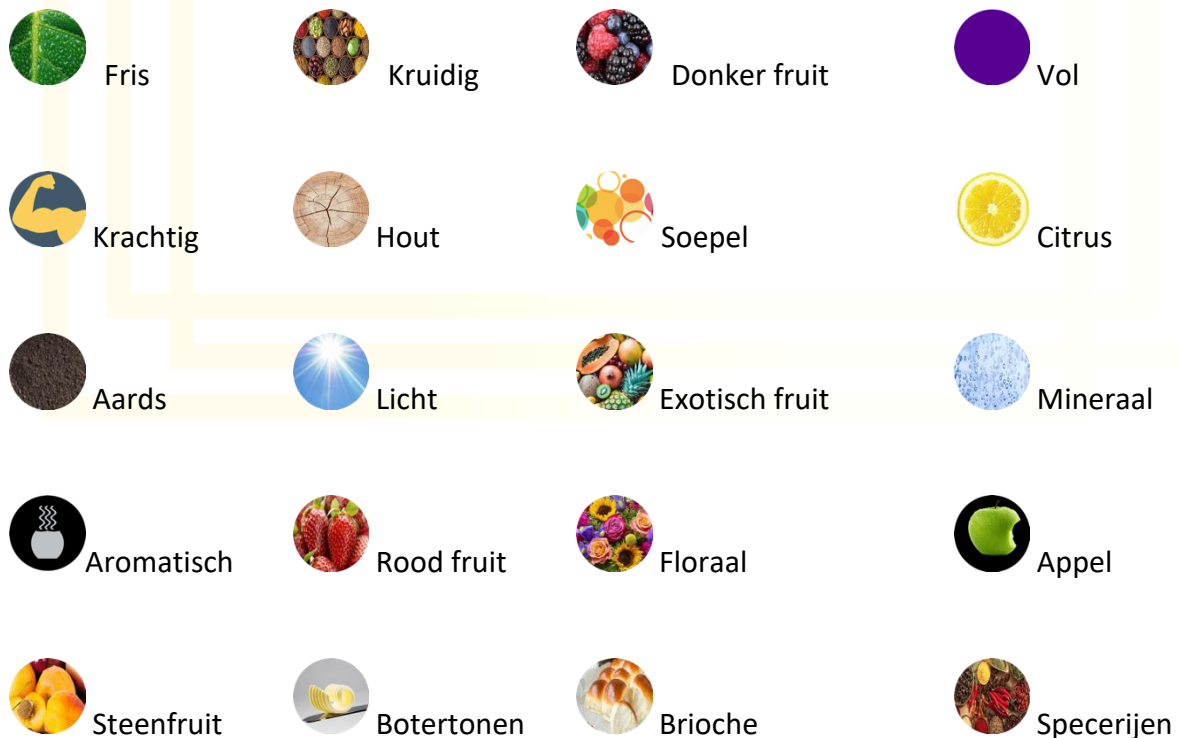 Fris Kruidig Donker fruit Vol
Krachtig Hout Soepel Citrus
Aards Licht Exotisch fruit Mineraal
Aromatisch Rood fruit Floraal Appel
Steenfruit Botertonen Brioche Specerijen